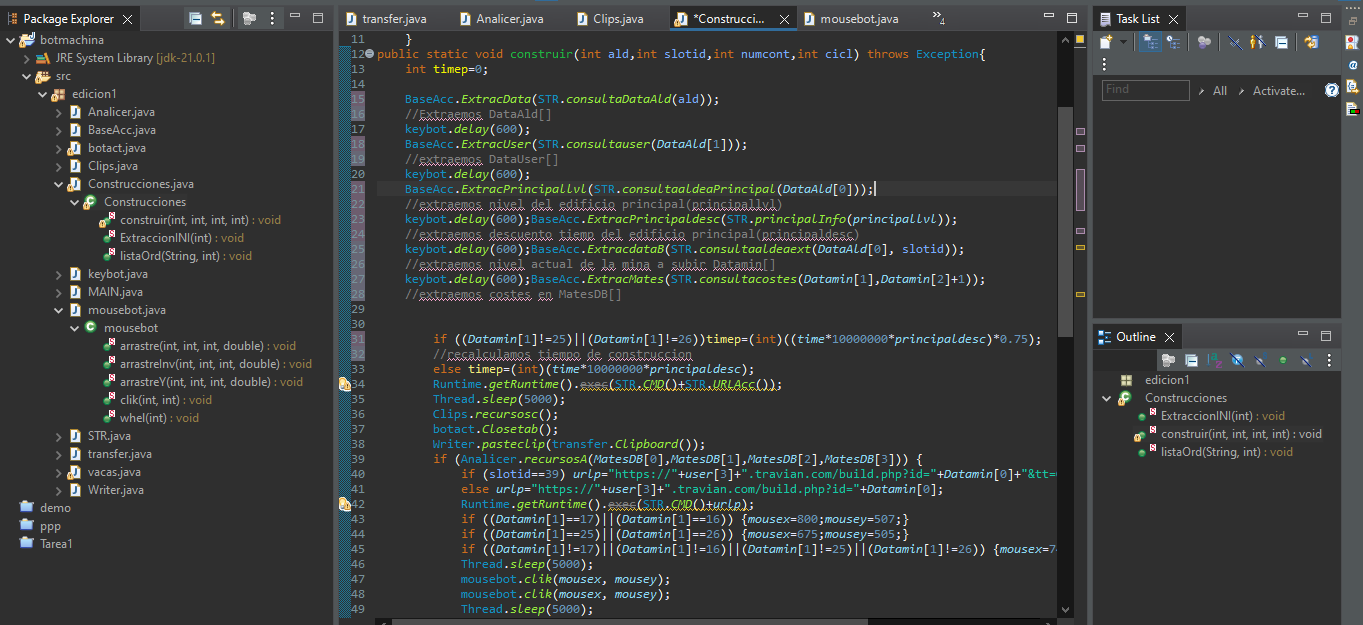 Package Explorer
botmachina
JRE System Library [jdk-21.0.1]
src
edicion1
Analicer.java
BaseAcc.java
botact.java
Clips.java
Construcciones.java
Construcciones
construir(int, int, int, int) : void
ExtraccionINI(int) : void
listaOrd(String, int) : void
keybot.java
MAIN.java
mousebot.java
mousebot
arrastre(int, int, int, double) : void
arrastreInv(int, int, int, double) : void
arrastreY(int, int, int, double) : void
clik(int, int) : void
whel(int) : void
STR.java
transfer.java
vacas.java
Writer.java
demo
ppp
Tarea1
transfer.java
Analicer.java
Clips.java
*Construcci...
mousebot.java
»4
11 }
12 public static void construir(int ald,int slotid,int numcont,int cicl) throws Exception{
13 int timep=0;
14
15 BaseAcc.ExtracData(STR.consultaDataAld(ald));
16 //Extraemos DataAld[]
17 keybot.delay(600);
18 BaseAcc.ExtracUser(STR.consultauser(DataAld[1]));
19 //extraemos DataUser[]
20 keybot.delay(600);
21 BaseAcc.ExtracPrincipallvl(STR.consultaaldeaPrincipal(DataAld[0]));
22 //extraemos nivel del edificio principal(principallvl)
23 keybot.delay(600);BaseAcc.ExtracPrincipaldesc(STR.principalInfo(principallvl));
24 //extraemos descuento tiemp del edificio principal(principaldesc)
25 keybot.delay(600);BaseAcc.ExtracdataB(STR.consultaaldeaext(DataAld[0], slotid));
26 //extraemos nivel actual de la mina a subir Datamin[]
27 keybot.delay(600);BaseAcc.ExtracMates(STR.consultacostes(Datamin[1],Datamin[2]+1));
28 //extraemos costes en MatesDB[]
29
30
31 if ((Datamin[1]!=25)||(Datamin[1]!=26))timep=(int)((time*10000000*principaldesc)*0.75);
32 //recalculamos tiempo de construccion
33 else timep=(int)(time*10000000*principaldesc);
34 Runtime.getRuntime().exec(STR.CMD()+STR.URLAcc());
35 Thread.sleep(5000);
36 Clips.recursosc();
37 botact.Closetab();
38 Writer.pasteclip(transfer.Clipboard());
39 if (Analicer.recursosA(MatesDB[0],MatesDB[1],MatesDB[2],MatesDB[3])) {
40 if (slotid==39) urlp="https://"+user[3]+".travian.com/build.php?id="+Datamin[0]+"&tt=
41 else urlp="https://"+user[3]+".travian.com/build.php?id="+Datamin[0];
42 Runtime.getRuntime().exec(STR.CMD()+urlp);
43 if ((Datamin[1]==17)||(Datamin[1]==16)) {mousex=800;mousey=507;}
44 if ((Datamin[1]==25)||(Datamin[1]==26)) {mousex=675;mousey=505;}
45 if ((Datamin[1]!=17)||(Datamin[1]!=16)||(Datamin[1]!=25)||(Datamin[1]!=26)) {mousex=7
46 Thread.sleep(5000);
47 mousebot.clik(mousex, mousey);
48 mousebot.clik(mousex, mousey);
49 Thread.sleep(5000);
Task List
Find
All
Activate...
Outline
edicion1
Construcciones
ExtraccionINI(int) : void
construir(int, int, int, int) : void
listaOrd(String, int) : void